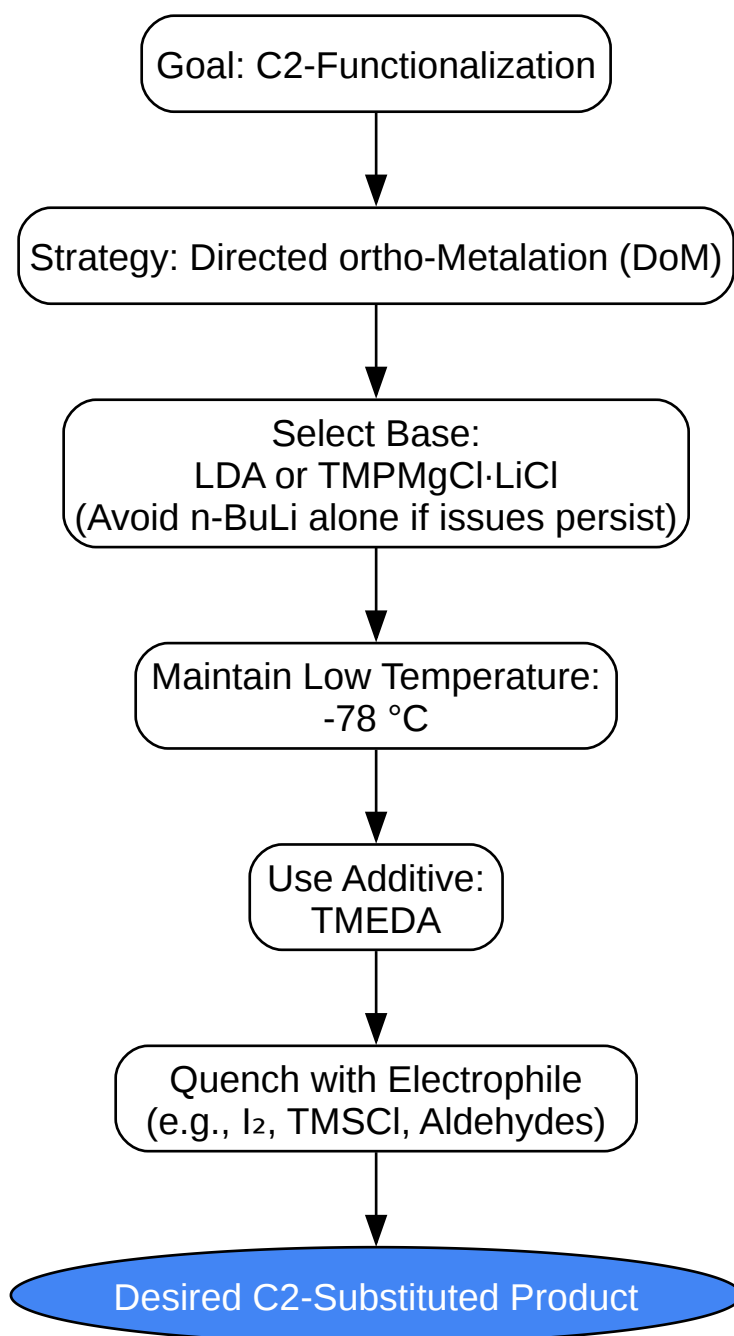 Goal: C2-Functionalization
Strategy: Directed ortho-Metalation (DoM)
Select Base:
LDA or TMPMgCl·LiCl
(Avoid n-BuLi alone if issues persist)
Maintain Low Temperature:
-78 °C
Use Additive:
TMEDA
Quench with Electrophile
(e.g., I₂, TMSCl, Aldehydes)
Desired C2-Substituted Product